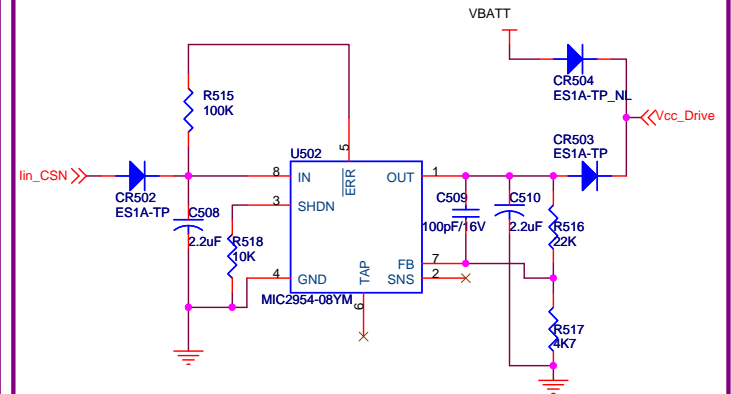 VBATT
CR504
ES1A-TP_NL
R515
100K
Vcc_Drive
CR503
ES1A-TP
U502
5
Iin_CSN
8
IN
ERR
OUT
1
CR502
ES1A-TP
3
SHDN
C508
2.2uF
C509
100pF/16V
C510
2.2uF
R516
22K
R518
10K
FB
7
4
GND
TAP
SNS
2
MIC2954-08YM
6
R517
4K7